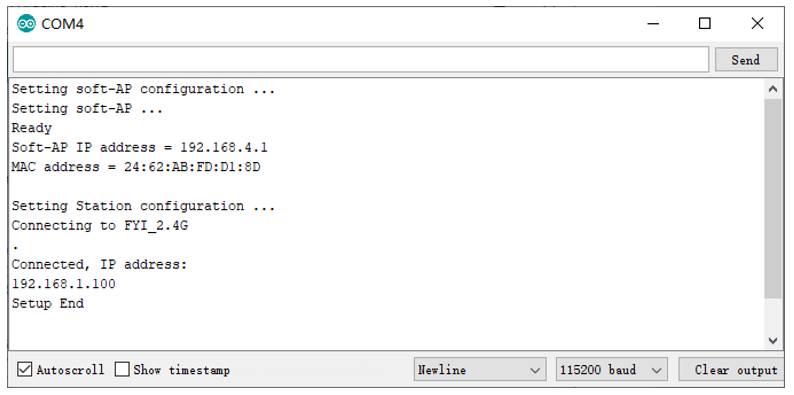 COM4
Send
Setting soft-AP configuration ...
Setting soft-AP ...
Ready
Soft-AP IP address = 192.168.4.1
MAC address = 24:62:AB:FD:D1:8D
Setting Station configuration ...
Connecting to FYI_2.4G
.
Connected, IP address:
192.168.1.100
Setup End
Autoscroll Show timestamp Newline 115200 baud Clear output